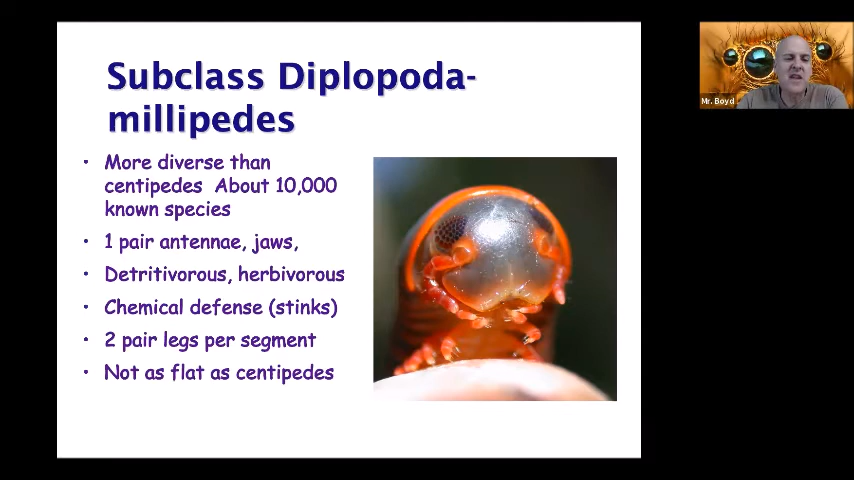 Subclass Diplopoda-
millipedes
• More diverse than
centipedes  About 10,000
known species
• 1 pair antennae, jaws,
• Detritivorous, herbivorous
• Chemical defense (stinks)
• 2 pair legs per segment
• Not as flat as centipedes
Mr. Boyd